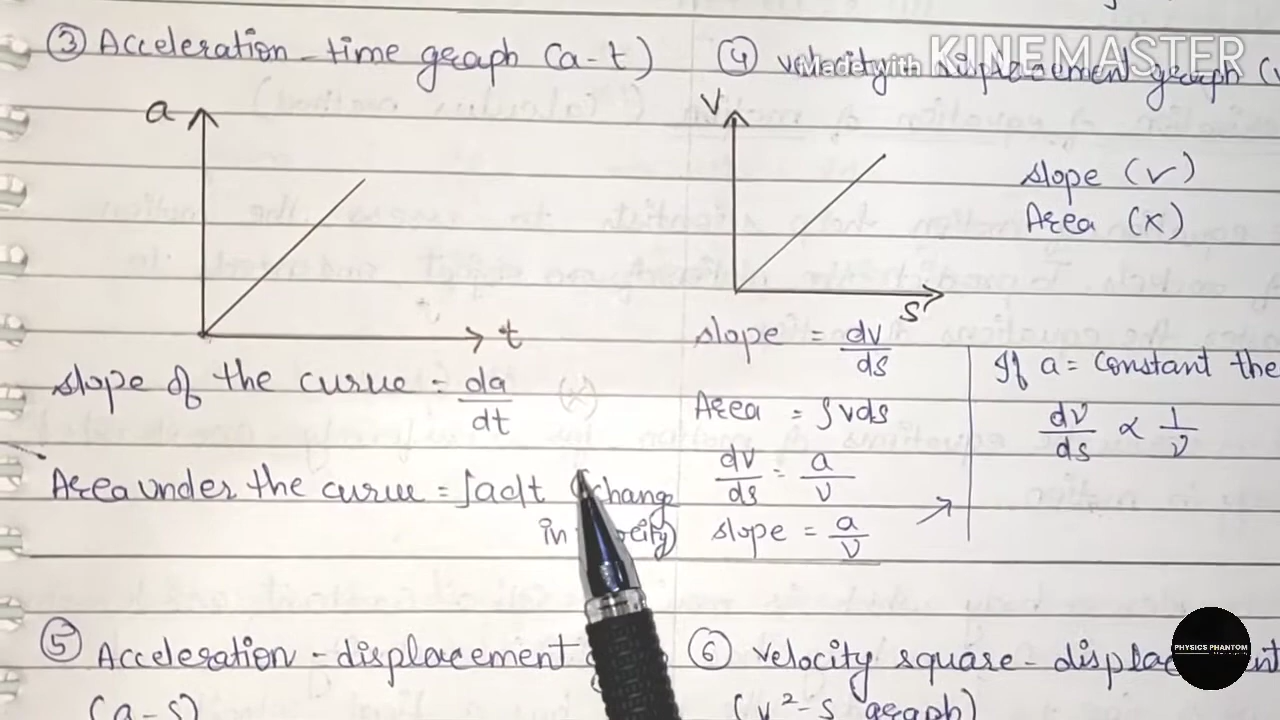 ③ Acceleration - time graph (a-t)
a
t
Slope of the curve = da/dt (x)
Area under the curve = ∫adt (change
in velocity)
④ velocity - displacement graph (v
Made with KINEMASTER
V
S
slope (✓)
Area (x)
slope = dv/ds
Area = ∫vds
dv/ds = a/v
slope = a/v
If a = constant the
dv/ds ∝ 1/v
⑤ Acceleration - displacement
(a-s)
⑥ velocity square - displacement
(v²-s graph)
PHYSICS PHANTOM